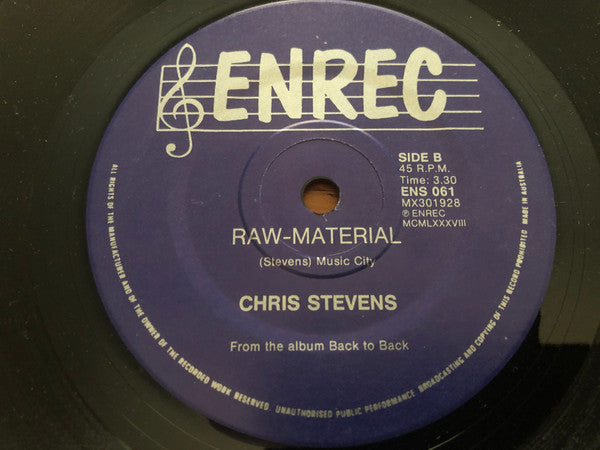 ENREC
SIDE B
45 R.P.M.
Time: 3.30
ENS 061
MX301928
℗ ENREC
MCMLXXXVIII
RAW-MATERIAL
(Stevens) Music City
CHRIS STEVENS
From the album Back to Back
ALL RIGHTS OF THE MANUFACTURER AND OF THE OWNER OF THE RECORDED WORK RESERVED. UNAUTHORISED PUBLIC PERFORMANCE BROADCASTING AND COPYING OF THIS RECORD PROHIBITED MADE IN AUSTRALIA